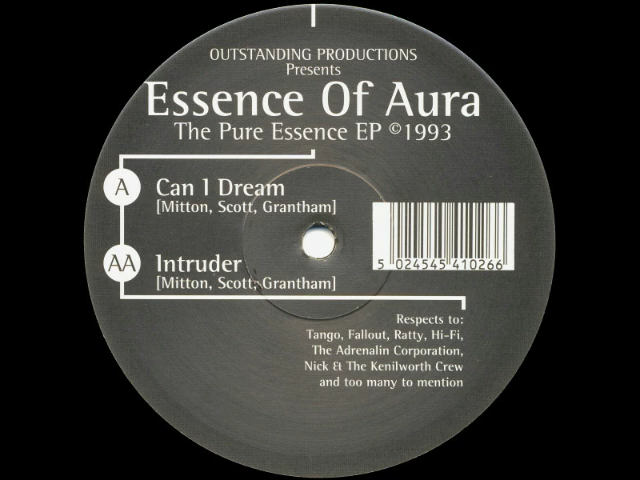 OUTSTANDING PRODUCTIONS
Presents
Essence Of Aura
The Pure Essence EP ©1993
A
Can I Dream
[Mitton, Scott, Grantham]
AA
Intruder
[Mitton, Scott, Grantham]
5 024545 410266
Respects to:
Tango, Fallout, Ratty, Hi-Fi,
The Adrenalin Corporation,
Nick & The Kenilworth Crew
and too many to mention